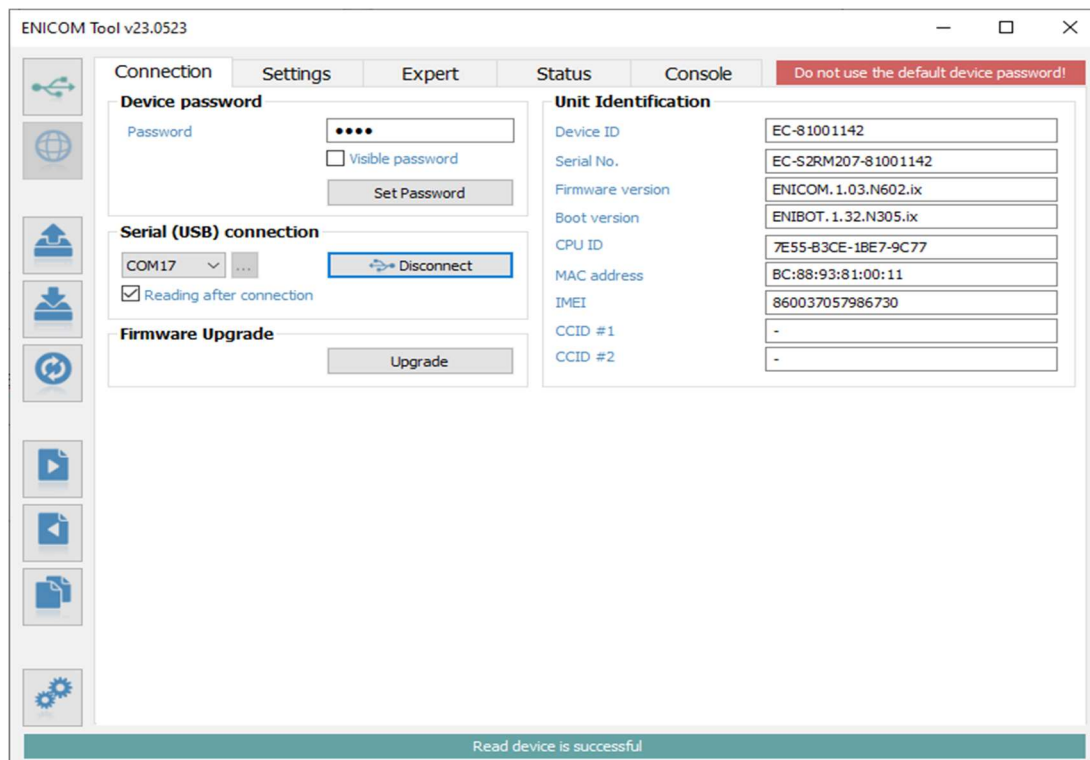 ENICOM Tool v23.0523
Connection Settings Expert Status Console Do not use the default device password!
Device password
Password ••••
Visible password
Set Password
Serial (USB) connection
COM17 ... Disconnect
Reading after connection
Firmware Upgrade
Upgrade
Unit Identification
Device ID EC-81001142
Serial No. EC-S2RM207-81001142
Firmware version ENICOM.1.03.N602.ix
Boot version ENIBOT.1.32.N305.ix
CPU ID 7E55-B3CE-1BE7-9C77
MAC address BC:88:93:81:00:11
IMEI 860037057986730
CCID #1 -
CCID #2 -
Read device is successful